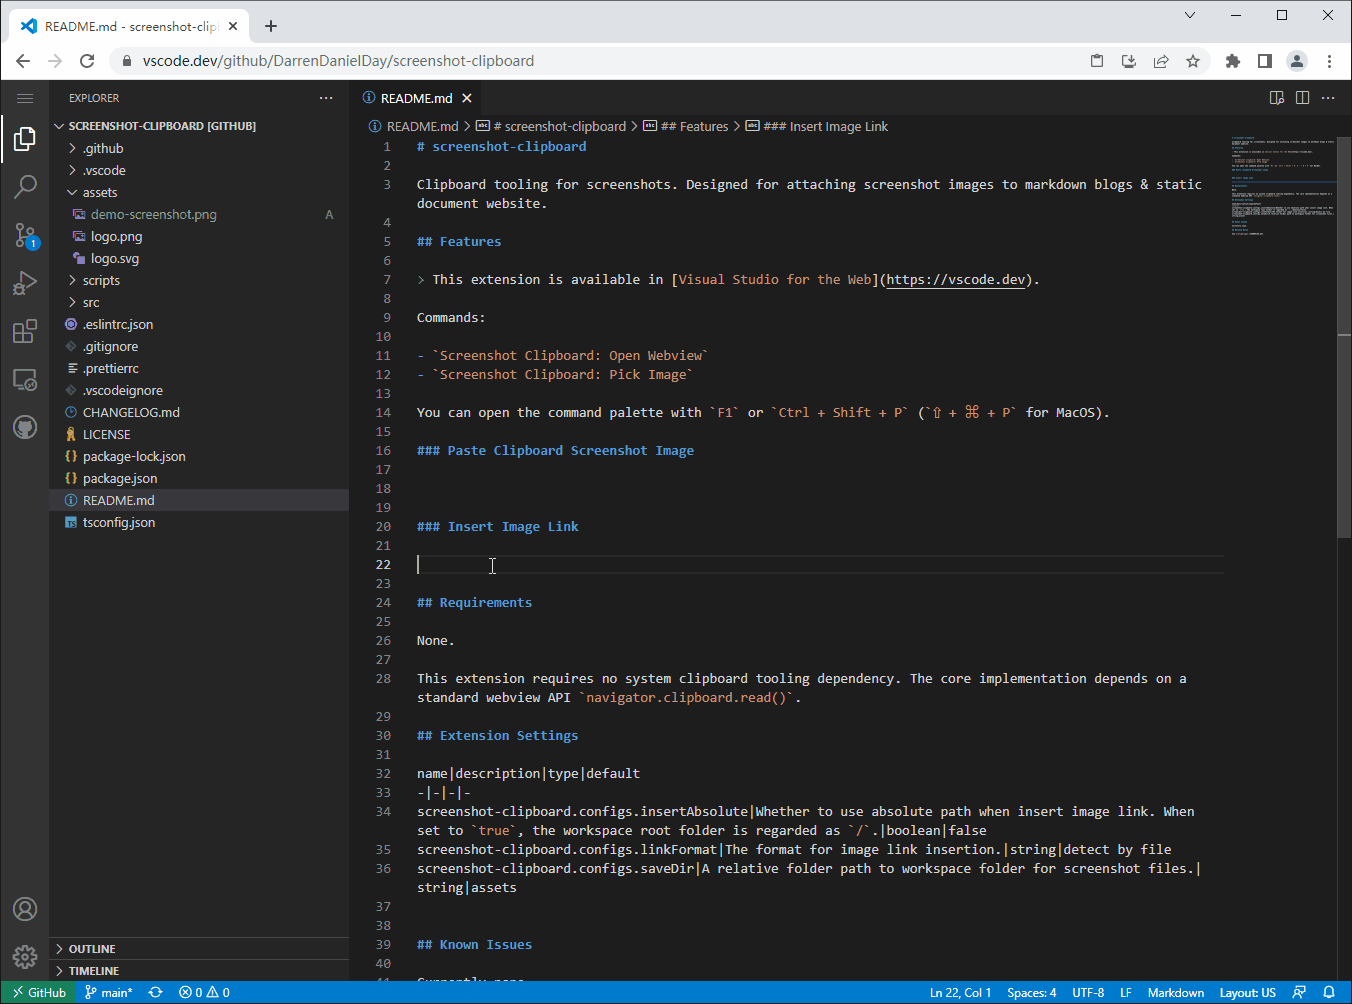 README.md - screenshot-clip
vscode.dev/github/DarrenDanielDay/screenshot-clipboard
EXPLORER
SCREENSHOT-CLIPBOARD [GITHUB]
.github
.vscode
assets
demo-screenshot.png A
logo.png
logo.svg
scripts
src
.eslintrc.json
.gitignore
.prettierrc
.vscodeignore
CHANGELOG.md
LICENSE
package-lock.json
package.json
README.md
tsconfig.json
OUTLINE
TIMELINE
1
README.md
README.md > # screenshot-clipboard > ## Features > ### Insert Image Link
1 # screenshot-clipboard
2
3 Clipboard tooling for screenshots. Designed for attaching screenshot images to markdown blogs & static
document website.
4
5 ## Features
6
7 > This extension is available in [Visual Studio for the Web](https://vscode.dev).
8
9 Commands:
10
11 - `Screenshot Clipboard: Open Webview`
12 - `Screenshot Clipboard: Pick Image`
13
14 You can open the command palette with `F1` or `Ctrl + Shift + P` (`⇧ + ⌘ + P` for MacOS).
15
16 ### Paste Clipboard Screenshot Image
17
18
19
20 ### Insert Image Link
21
22
23
24 ## Requirements
25
26 None.
27
28 This extension requires no system clipboard tooling dependency. The core implementation depends on a
standard webview API `navigator.clipboard.read()`.
29
30 ## Extension Settings
31
32 name|description|type|default
33 -|-|-|-
34 screenshot-clipboard.configs.insertAbsolute|Whether to use absolute path when insert image link. When
set to `true`, the workspace root folder is regarded as `/`.|boolean|false
35 screenshot-clipboard.configs.linkFormat|The format for image link insertion.|string|detect by file
36 screenshot-clipboard.configs.saveDir|A relative folder path to workspace folder for screenshot files.|
string|assets
37
38
39 ## Known Issues
40
GitHub main* 0 0 Ln 22, Col 1 Spaces: 4 UTF-8 LF Markdown Layout: US